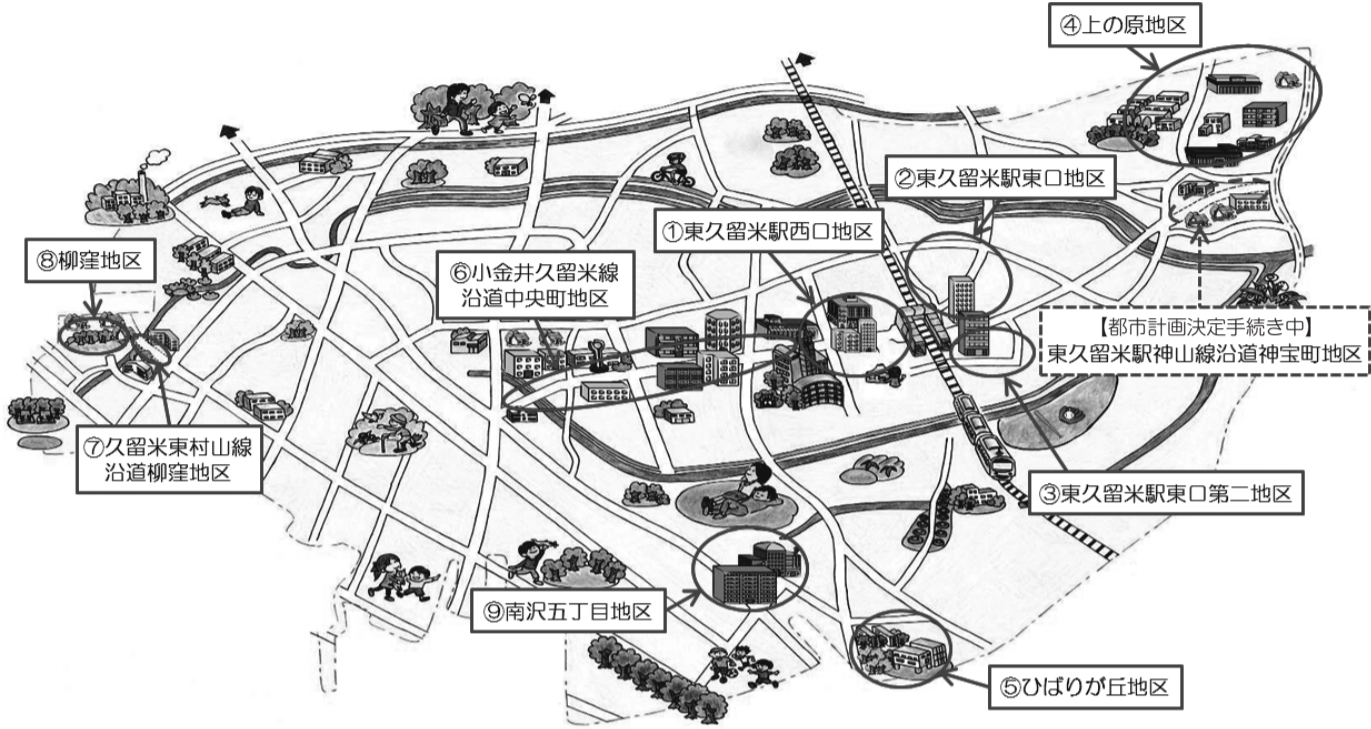 ④上の原地区
②東久留米駅東口地区
①東久留米駅西口地区
⑧柳窪地区
⑥小金井久留米線
沿道中央町地区
【都市計画決定手続き中】
東久留米駅神山線沿道神宝町地区
⑦久留米東村山線
沿道柳窪地区
③東久留米駅東口第二地区
⑨南沢五丁目地区
⑤ひばりが丘地区